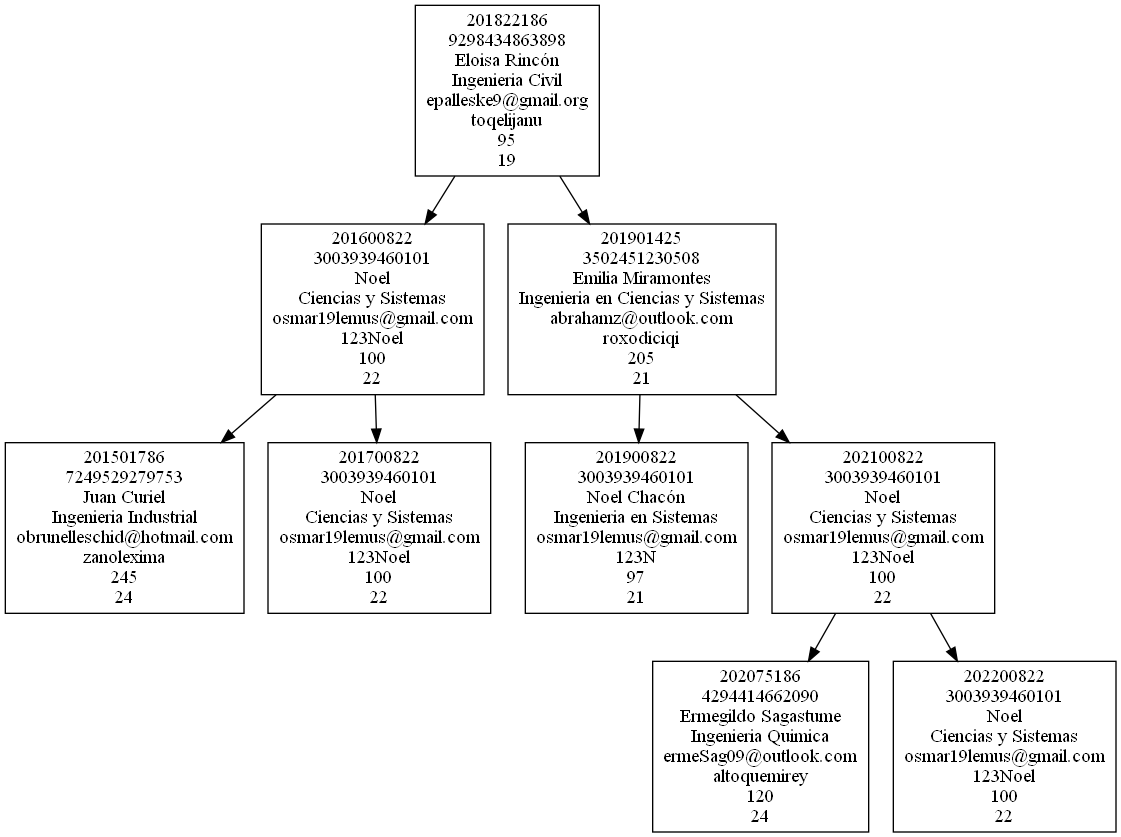 201822186
9298434863898
Eloisa Rincón
Ingenieria Civil
epalleske9@gmail.org
toqelijanu
95
19
201600822
3003939460101
Noel
Ciencias y Sistemas
osmar19lemus@gmail.com
123Noel
100
22
201901425
3502451230508
Emilia Miramontes
Ingenieria en Ciencias y Sistemas
abrahamz@outlook.com
roxodiciqi
205
21
201501786
7249529279753
Juan Curiel
Ingenieria Industrial
obrunelleschid@hotmail.com
zanolexima
245
24
201700822
3003939460101
Noel
Ciencias y Sistemas
osmar19lemus@gmail.com
123Noel
100
22
201900822
3003939460101
Noel Chacón
Ingenieria en Sistemas
osmar19lemus@gmail.com
123N
97
21
202100822
3003939460101
Noel
Ciencias y Sistemas
osmar19lemus@gmail.com
123Noel
100
22
202075186
4294414662090
Ermegildo Sagastume
Ingenieria Quimica
ermeSag09@outlook.com
altoquemirey
120
24
202200822
3003939460101
Noel
Ciencias y Sistemas
osmar19lemus@gmail.com
123Noel
100
22